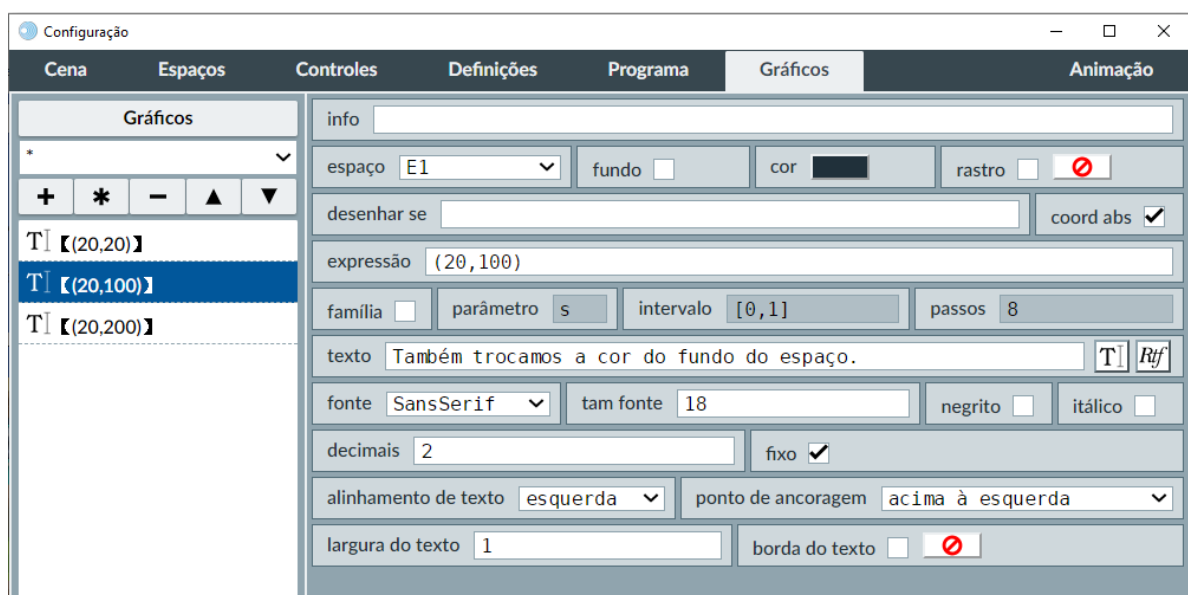 Configuração
Cena Espaços Controles Definições Programa Gráficos Animação
Gráficos
*
+ * − ▲ ▼
T 【(20,20)】
T 【(20,100)】
T 【(20,200)】
info
espaço E1 fundo cor rastro
desenhar se coord abs
expressão (20,100)
família parâmetro s intervalo [0,1] passos 8
texto Também trocamos a cor do fundo do espaço. T Rtf
fonte SansSerif tam fonte 18 negrito itálico
decimais 2 fixo
alinhamento de texto esquerda ponto de ancoragem acima à esquerda
largura do texto 1 borda do texto